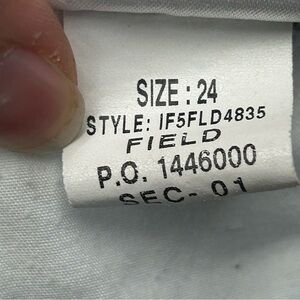 SIZE : 24
STYLE: IF5FLD4835
FIELD
P.O. 1446000
SEC- 01